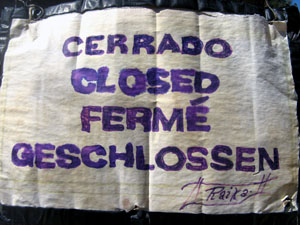 CERRADO
CLOSED
FERMÉ
GESCHLOSSEN